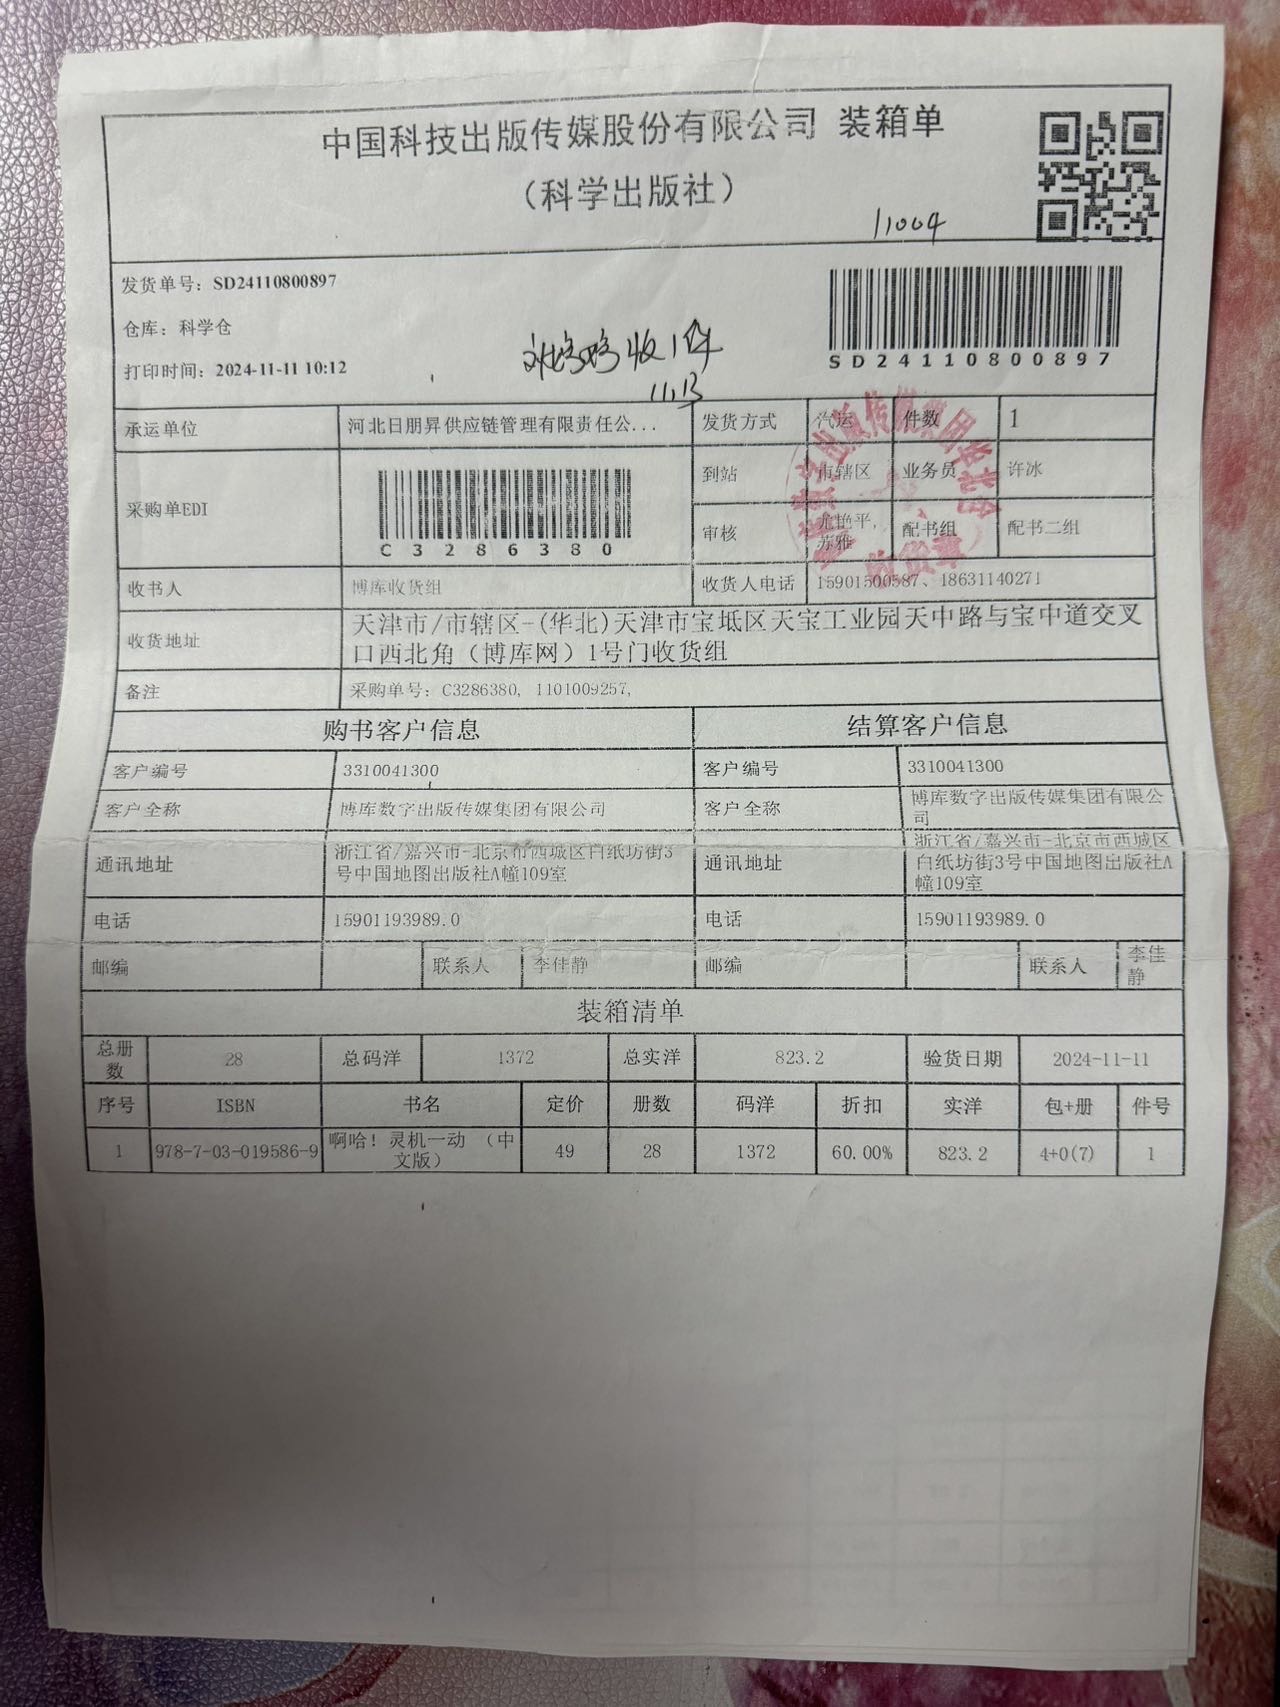 中国科技出版传媒股份有限公司 装箱单
（科学出版社）
11004
发货单号：SD24110800897
仓库：科学仓
打印时间：2024-11-11 10:12
SD24110800897
收1件
11.13
承运单位 河北日朋昇供应链管理有限责任公... 发货方式 汽运 件数 1
采购单EDI C3286380 到站 市辖区 业务员 许冰
审核 尤艳平, 苏雅 配书组 配书二组
收书人 博库收货组 收货人电话 15901500587、18631140271
收货地址 天津市/市辖区-(华北)天津市宝坻区天宝工业园天中路与宝中道交叉
口西北角（博库网）1号门收货组
备注 采购单号：C3286380, 1101009257,
购书客户信息 结算客户信息
客户编号 3310041300 客户编号 3310041300
客户全称 博库数字出版传媒集团有限公司 客户全称 博库数字出版传媒集团有限公
司
通讯地址 浙江省/嘉兴市-北京市西城区白纸坊街3
号中国地图出版社A幢109室 通讯地址 浙江省/嘉兴市-北京市西城区
白纸坊街3号中国地图出版社A
幢109室
电话 15901193989.0 电话 15901193989.0
邮编 联系人 李佳静 邮编 联系人 李佳
静
装箱清单
总册数 28 总码洋 1372 总实洋 823.2 验货日期 2024-11-11
序号 ISBN 书名 定价 册数 码洋 折扣 实洋 包+册 件号
1 978-7-03-019586-9 啊哈！灵机一动 （中
文版） 49 28 1372 60.00% 823.2 4+0(7) 1